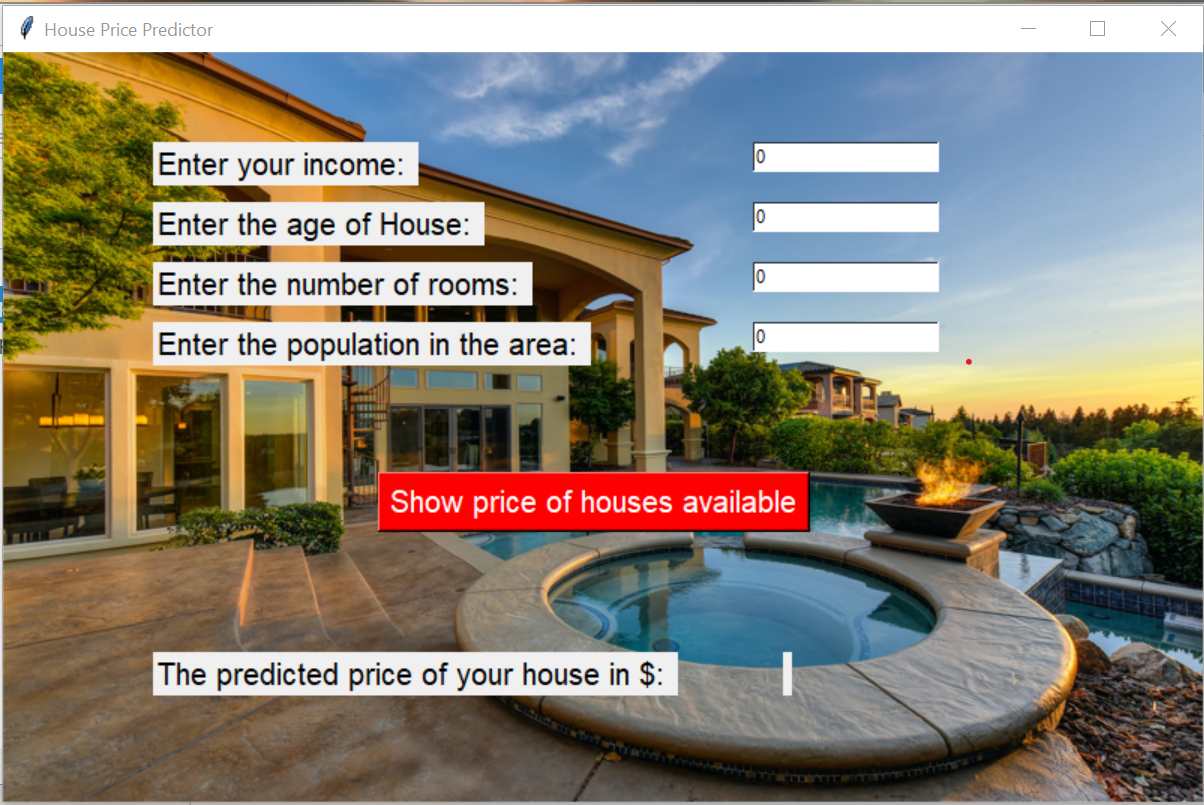 House Price Predictor
Enter your income: 0
Enter the age of House: 0
Enter the number of rooms: 0
Enter the population in the area: 0
Show price of houses available
The predicted price of your house in $: